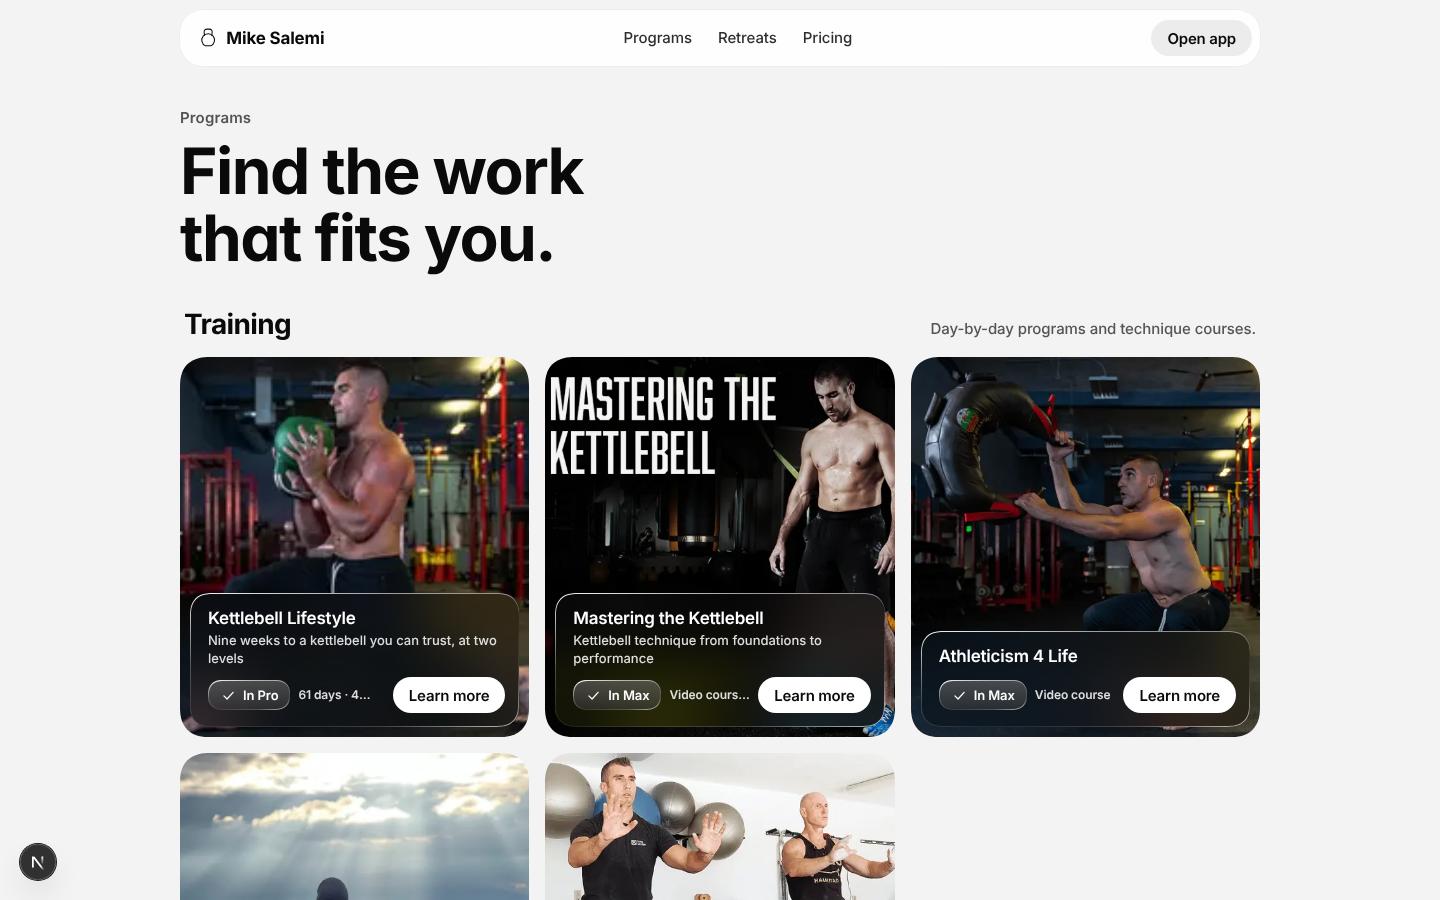 Mike Salemi
Programs
Retreats
Pricing
Open app
Programs
Find the work
that fits you.
Training
Day-by-day programs and technique courses.
Kettlebell Lifestyle
Nine weeks to a kettlebell you can trust, at two
levels
In Pro
61 days · 4...
Learn more
MASTERING THE
KETTLEBELL
Mastering the Kettlebell
Kettlebell technique from foundations to
performance
In Max
Video cours...
Learn more
Athleticism 4 Life
In Max
Video course
Learn more
N